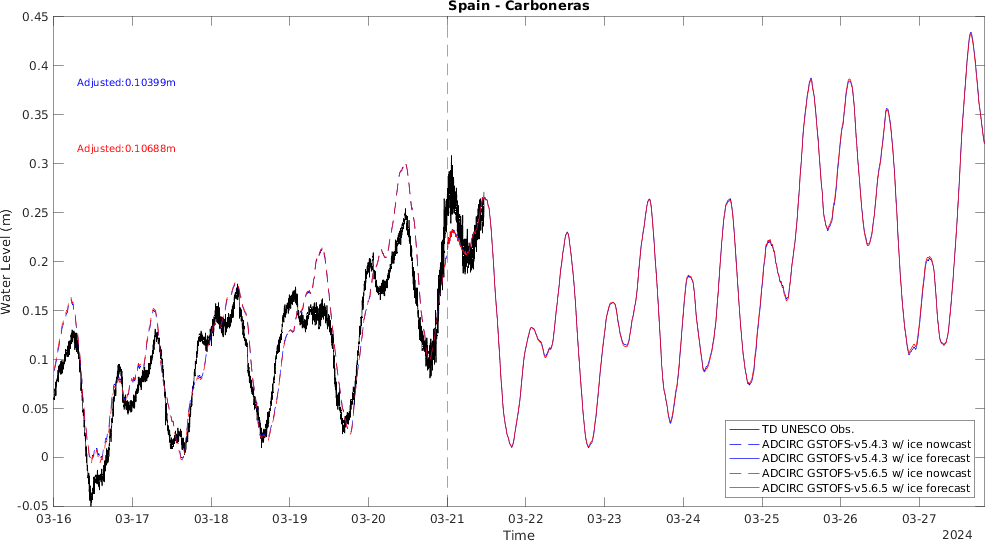 Spain - Carboneras
0.45
0.4
0.35
0.3
0.25
0.2
0.15
0.1
0.05
0
-0.05
Water Level (m)
Adjusted:0.10399m
Adjusted:0.10688m
TD UNESCO Obs.
ADCIRC GSTOFS-v5.4.3 w/ ice nowcast
ADCIRC GSTOFS-v5.4.3 w/ ice forecast
ADCIRC GSTOFS-v5.6.5 w/ ice nowcast
ADCIRC GSTOFS-v5.6.5 w/ ice forecast
03-16 03-17 03-18 03-19 03-20 03-21 03-22 03-23 03-24 03-25 03-26 03-27
Time
2024